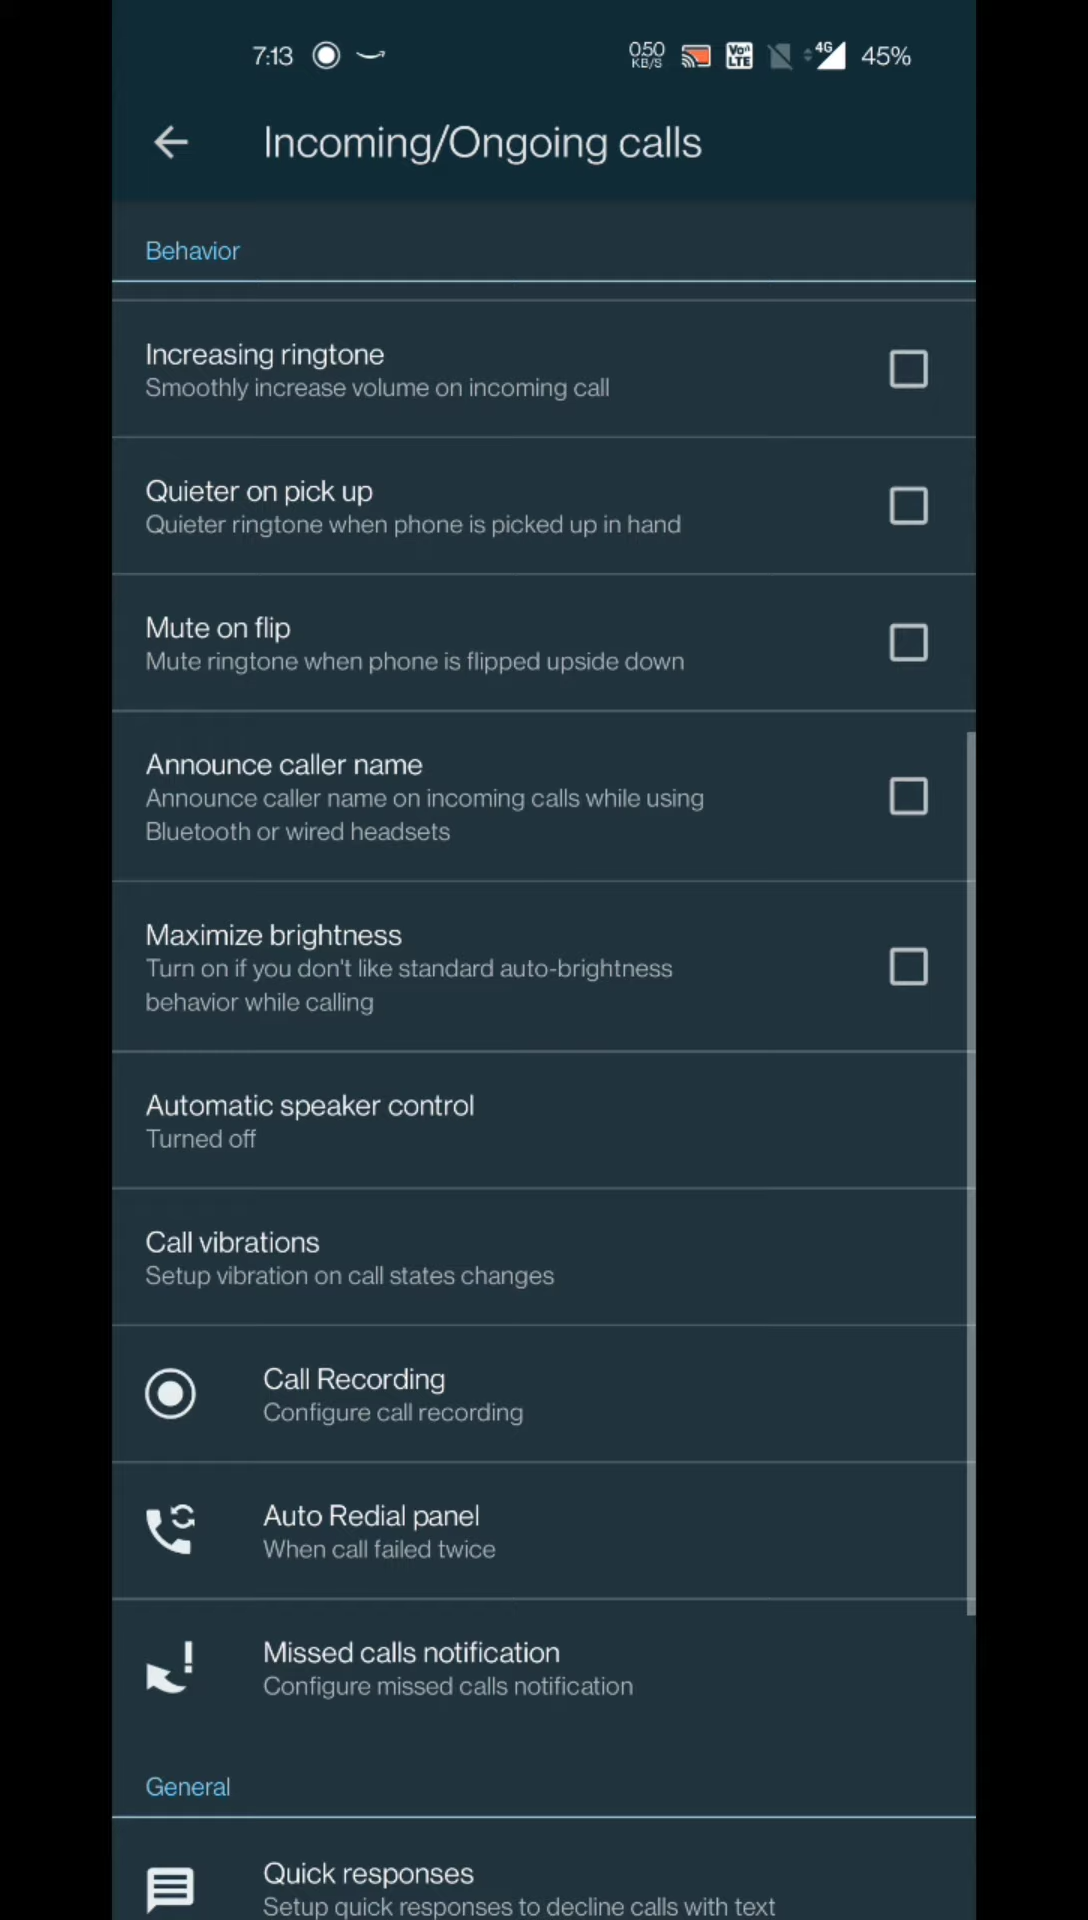 7:13
0.50 KB/S
Vo LTE
4G
45%
Incoming/Ongoing calls
Behavior
Increasing ringtone
Smoothly increase volume on incoming call
Quieter on pick up
Quieter ringtone when phone is picked up in hand
Mute on flip
Mute ringtone when phone is flipped upside down
Announce caller name
Announce caller name on incoming calls while using
Bluetooth or wired headsets
Maximize brightness
Turn on if you don't like standard auto-brightness
behavior while calling
Automatic speaker control
Turned off
Call vibrations
Setup vibration on call states changes
Call Recording
Configure call recording
Auto Redial panel
When call failed twice
Missed calls notification
Configure missed calls notification
General
Quick responses
Setup quick responses to decline calls with text